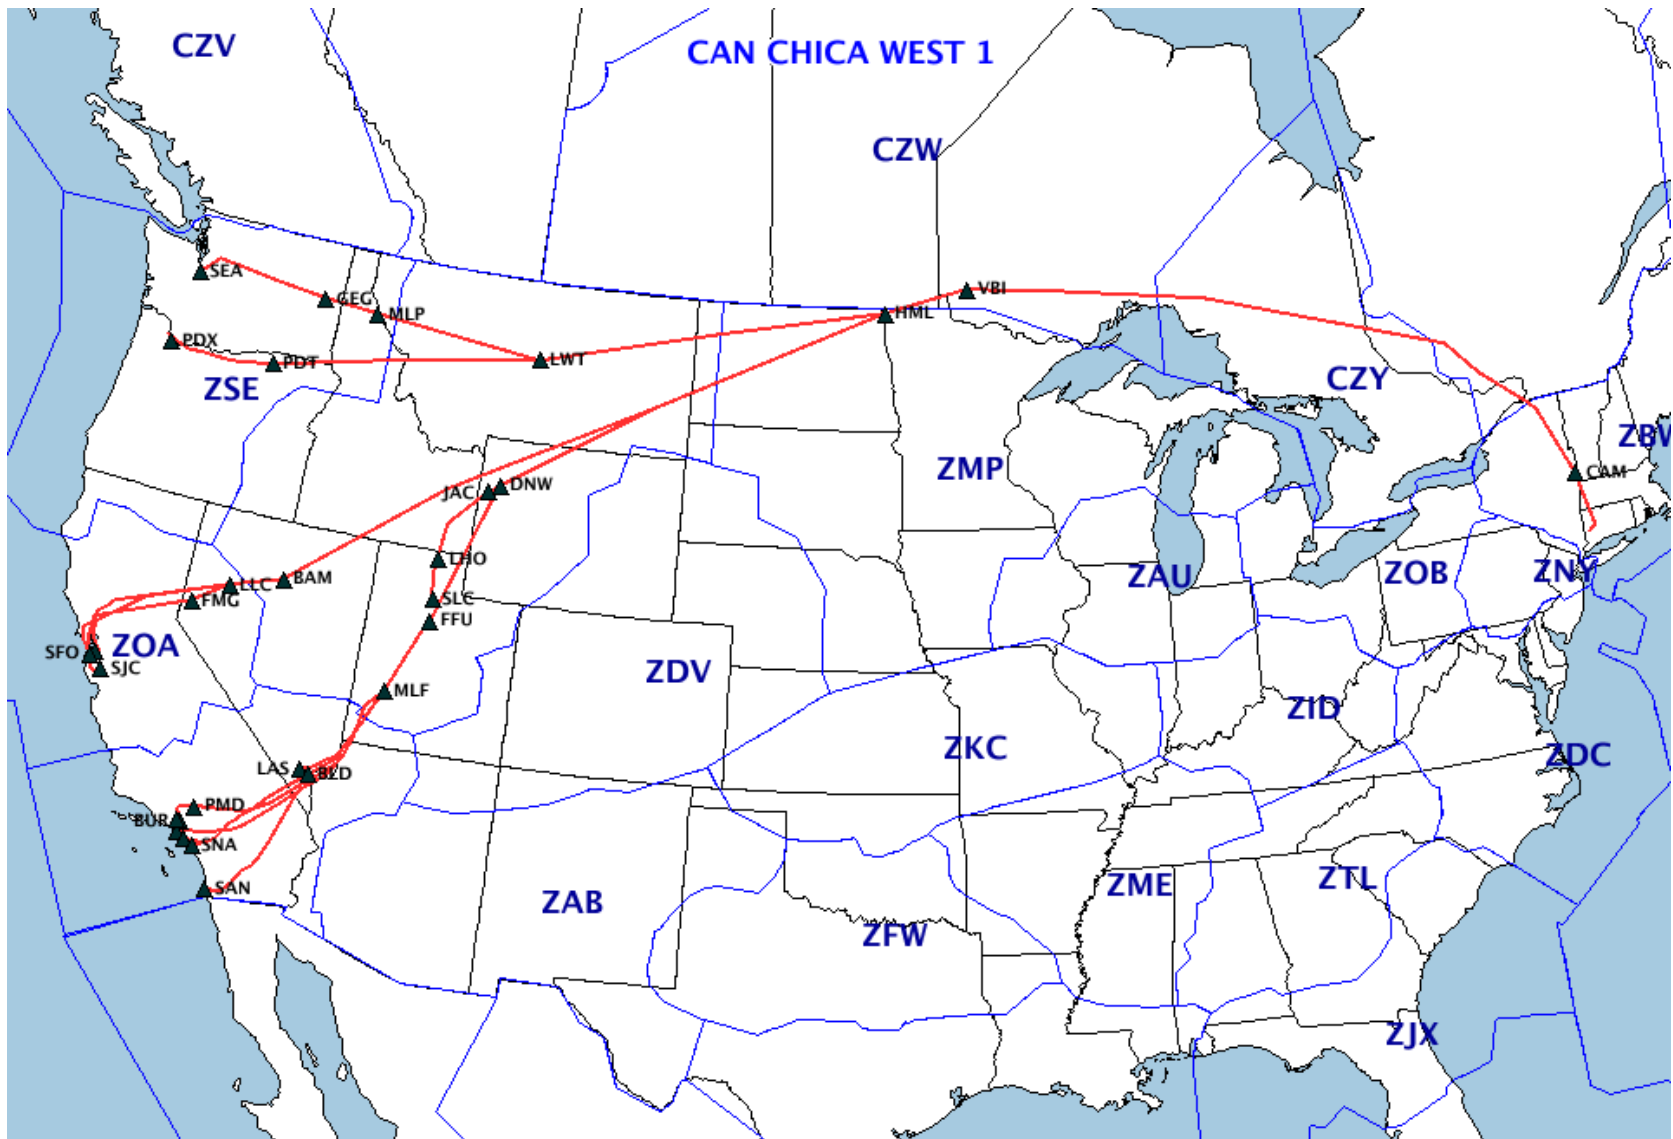 CZV
CAN CHICA WEST 1
CZW
SEA
VBI
GEG
MLP
HML
PDX
PDT
LWT
ZSE
CZY
ZBW
ZMP
CAM
JAC
DNW
LHO
BAM
LLC
FMG
SLC
FFU
ZAU
ZOB
ZNY
SFO
ZOA
SJC
ZDV
MLF
ZID
ZKC
ZDC
LAS
BLD
PMD
BUR
SNA
SAN
ZAB
ZME
ZTL
ZFW
ZJX